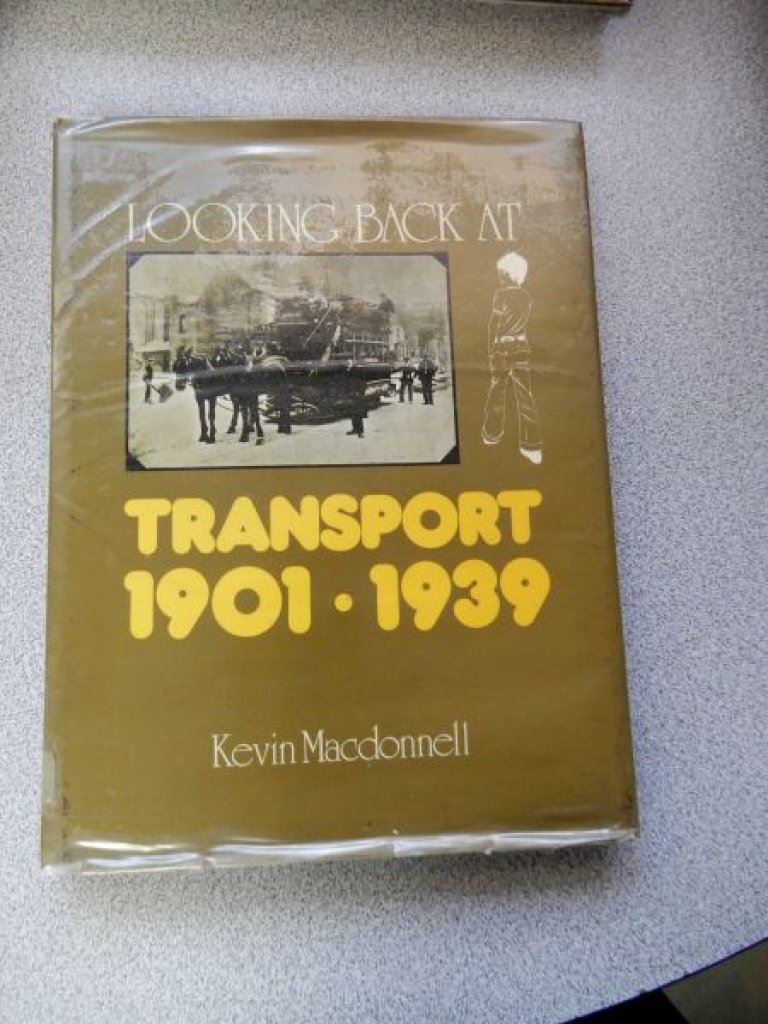 LOOKING BACK AT
TRANSPORT
1901 • 1939
Kevin Macdonnell